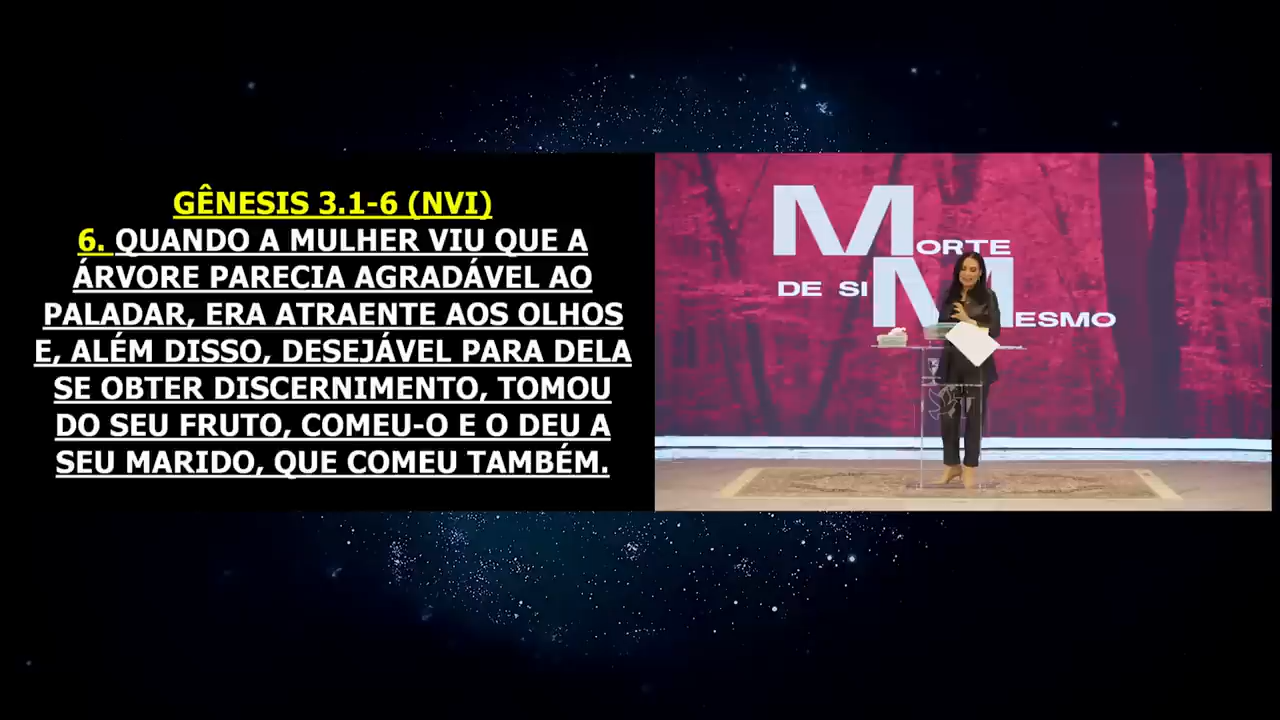 GÊNESIS 3.1-6 (NVI)
6. QUANDO A MULHER VIU QUE A
ÁRVORE PARECIA AGRADÁVEL AO
PALADAR, ERA ATRAENTE AOS OLHOS
E, ALÉM DISSO, DESEJÁVEL PARA DELA
SE OBTER DISCERNIMENTO, TOMOU
DO SEU FRUTO, COMEU-O E O DEU A
SEU MARIDO, QUE COMEU TAMBÉM.
MORTE
DE SI MESMO